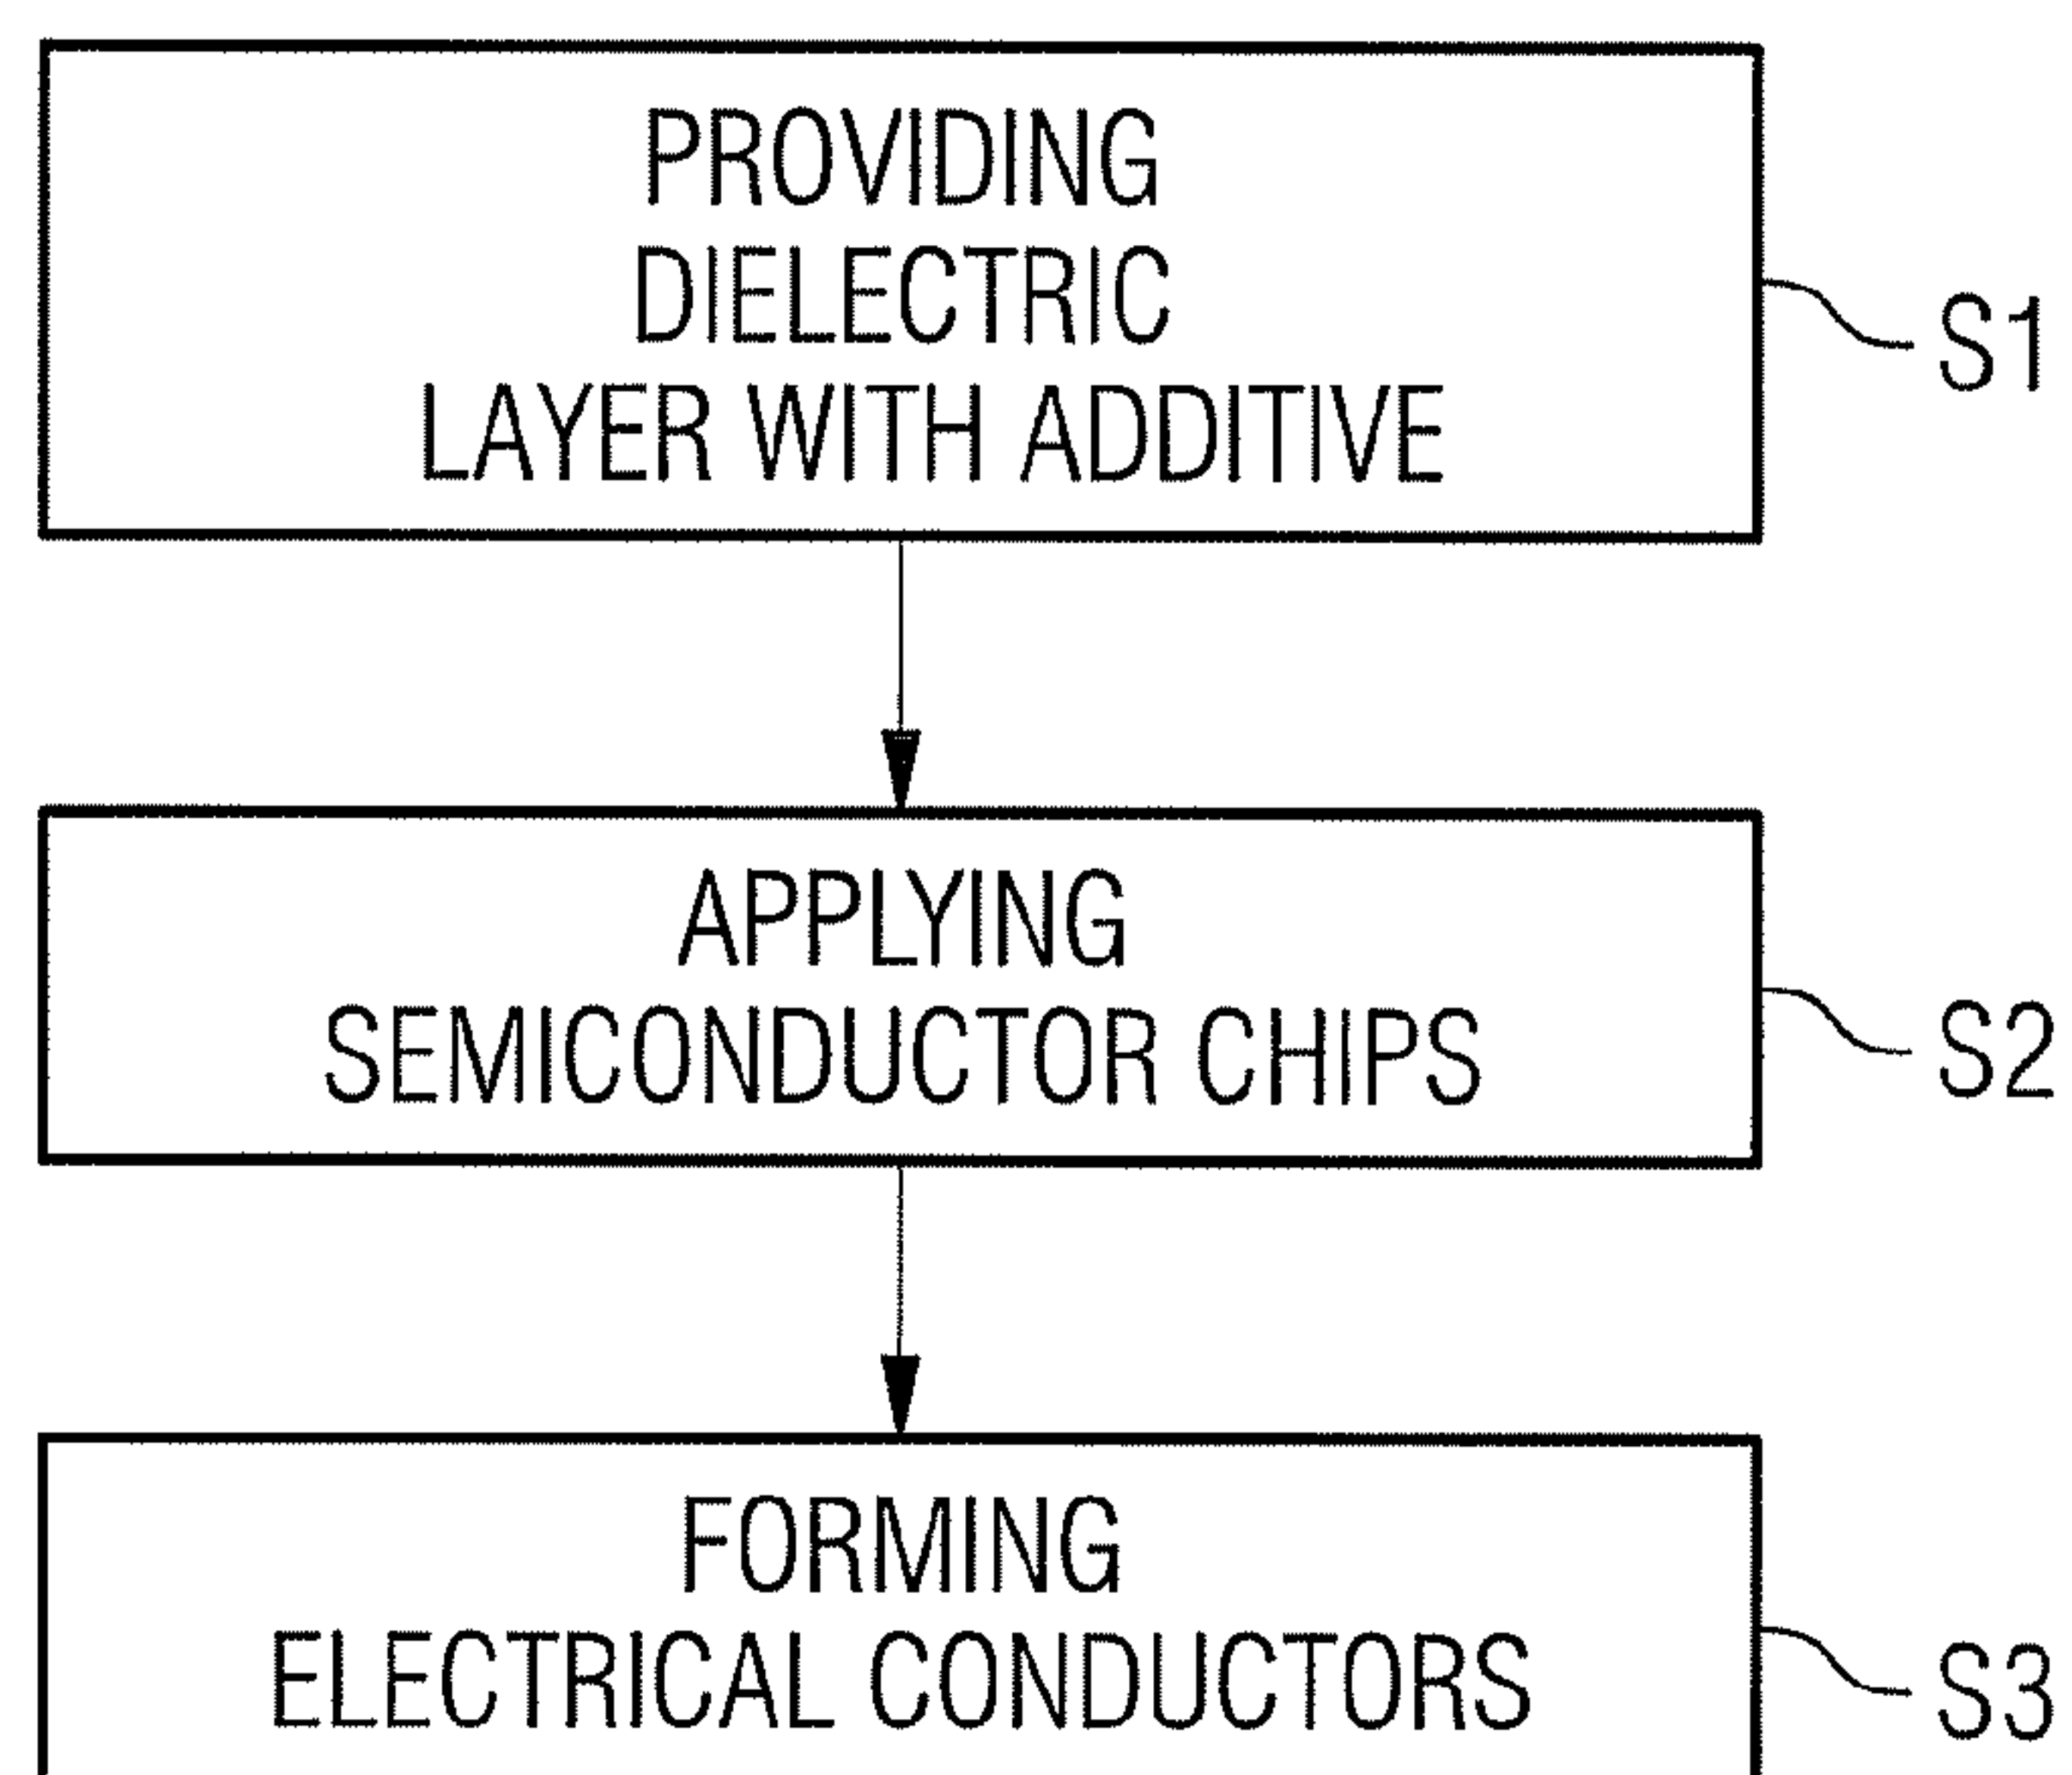 PROVIDING
DIELECTRIC
LAYER WITH ADDITIVE
S1
APPLYING
SEMICONDUCTOR CHIPS
S2
FORMING
ELECTRICAL CONDUCTORS
S3